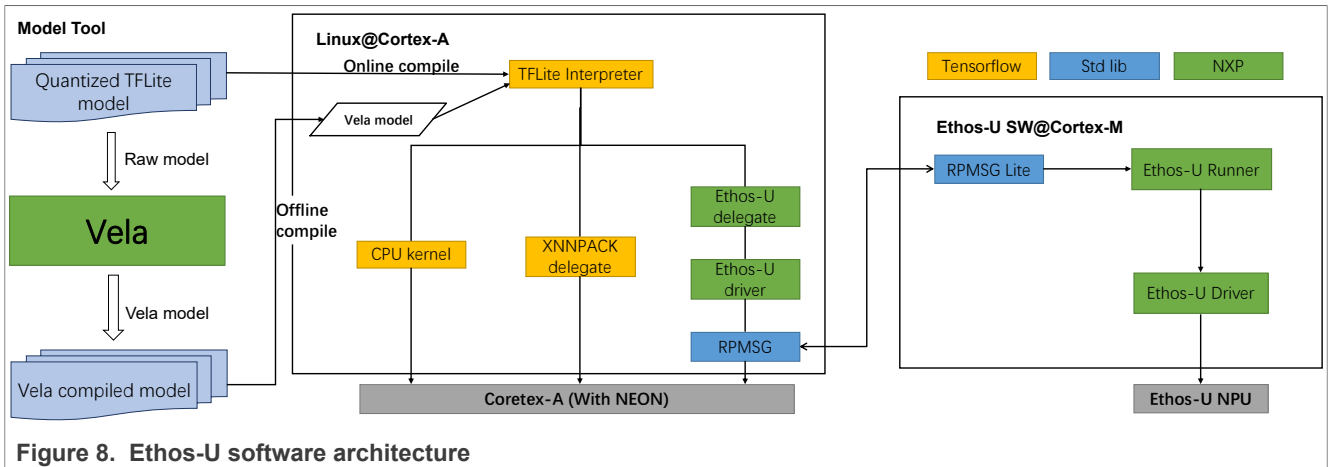 Model Tool
Quantized TFLite
model
Raw model
Vela
Vela model
Vela compiled model
Linux@Cortex-A
Online compile
TFLite Interpreter
Vela model
Offline
compile
CPU kernel
XNNPACK
delegate
Ethos-U
delegate
Ethos-U
driver
RPMSG
Coretex-A (With NEON)
Tensorflow
Std lib
NXP
Ethos-U SW@Cortex-M
RPMSG Lite
Ethos-U Runner
Ethos-U Driver
Ethos-U NPU
Figure 8. Ethos-U software architecture